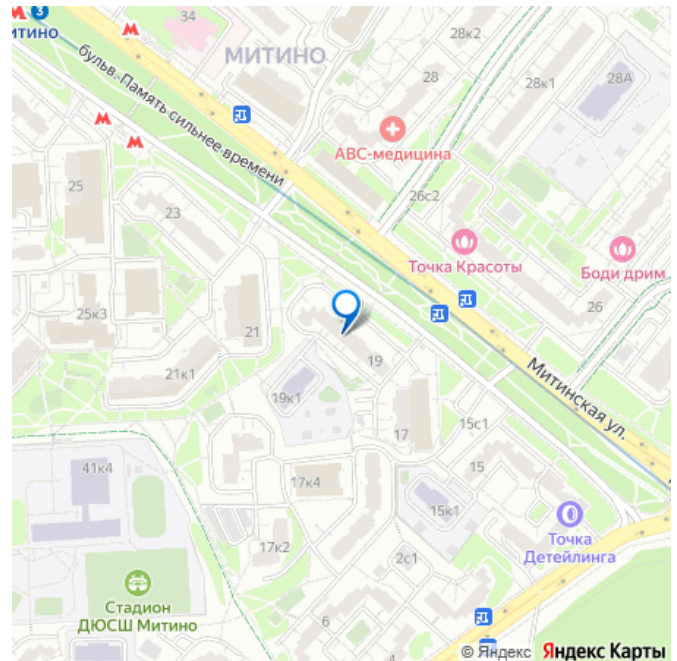 34
28к2
3
итино
МИТИНО
28
28к1
28А
бульв. Память сильнее времени
АВС-медицина
25
23
26с2
Точка Красоты
Боди дрим
26
25к3
21
19
21к1
19к1
Митинская ул.
17
15с1
41к4
17к4
15
15к1
Точка
Детейлинга
17к2
2с1
Стадион
ДЮСШ Митино
6
4
© Яндекс Яндекс Карты